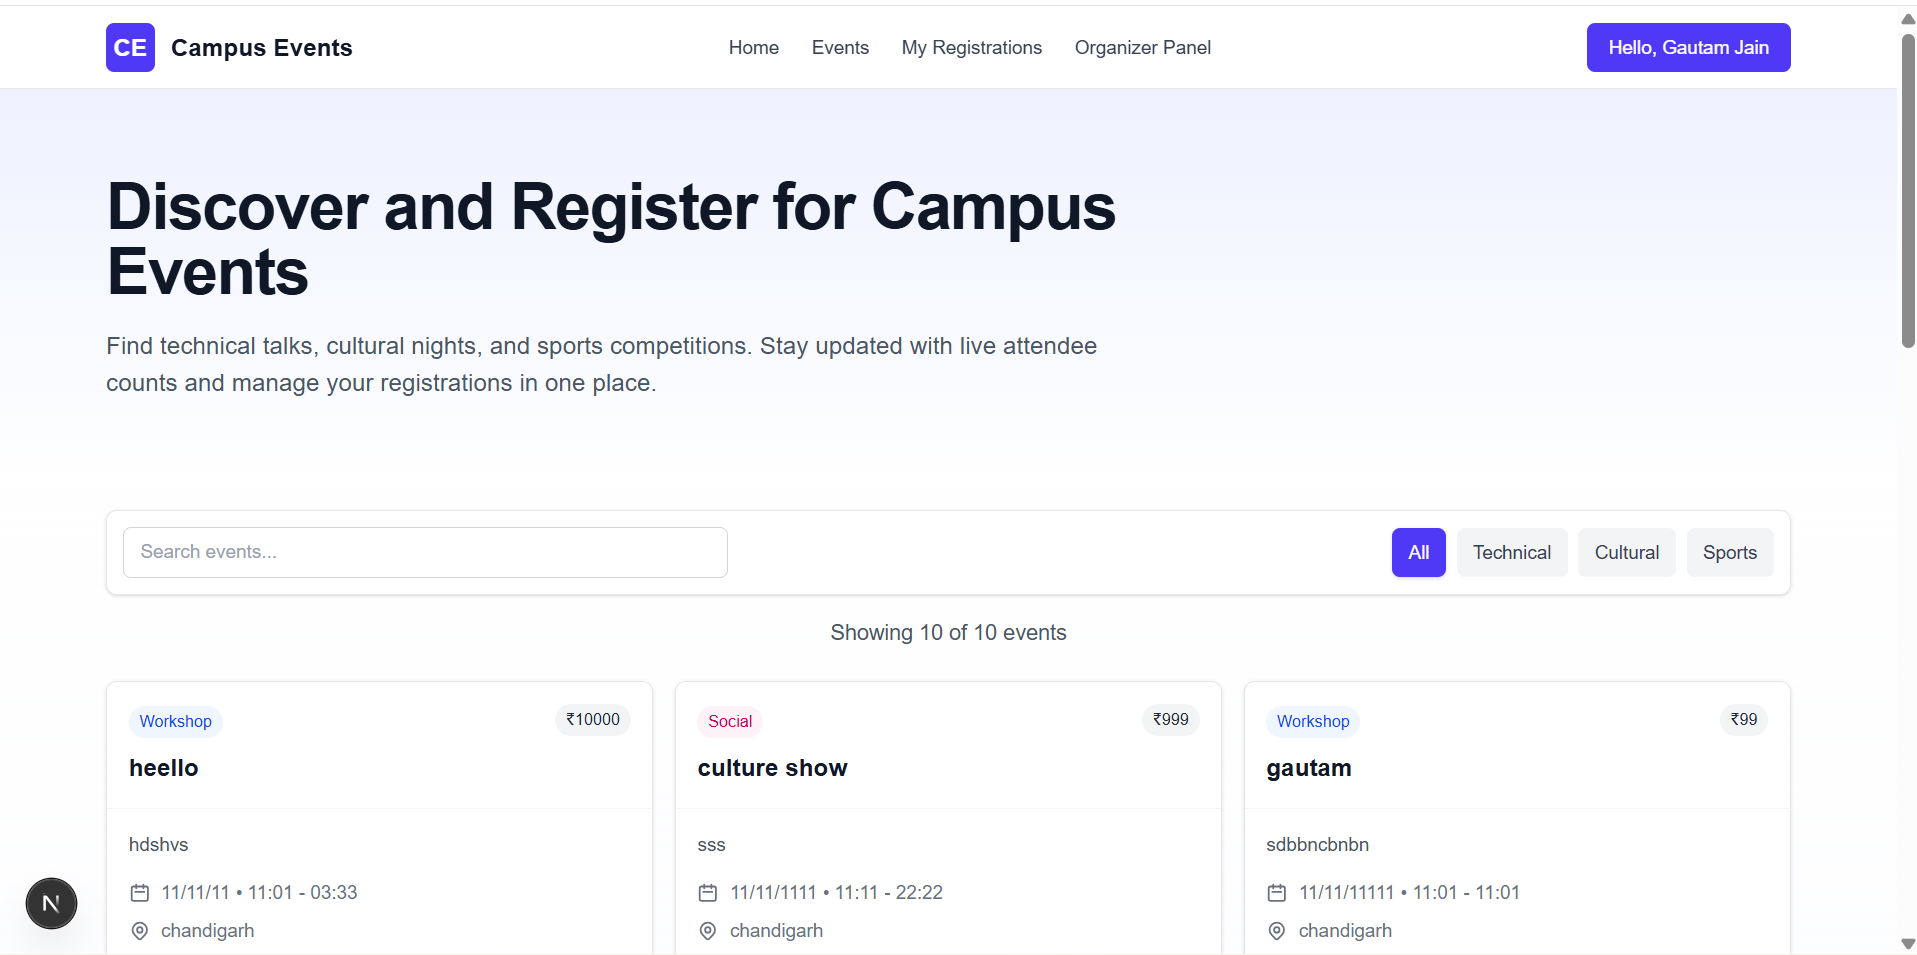 CE Campus Events Home Events My Registrations Organizer Panel Hello, Gautam Jain
Discover and Register for Campus
Events
Find technical talks, cultural nights, and sports competitions. Stay updated with live attendee
counts and manage your registrations in one place.
Search events... All Technical Cultural Sports
Showing 10 of 10 events
Workshop ₹10000
heello
hdshvs
11/11/11 • 11:01 - 03:33
chandigarh
Social ₹999
culture show
sss
11/11/1111 • 11:11 - 22:22
chandigarh
Workshop ₹99
gautam
sdbbncbnbn
11/11/11111 • 11:01 - 11:01
chandigarh
N